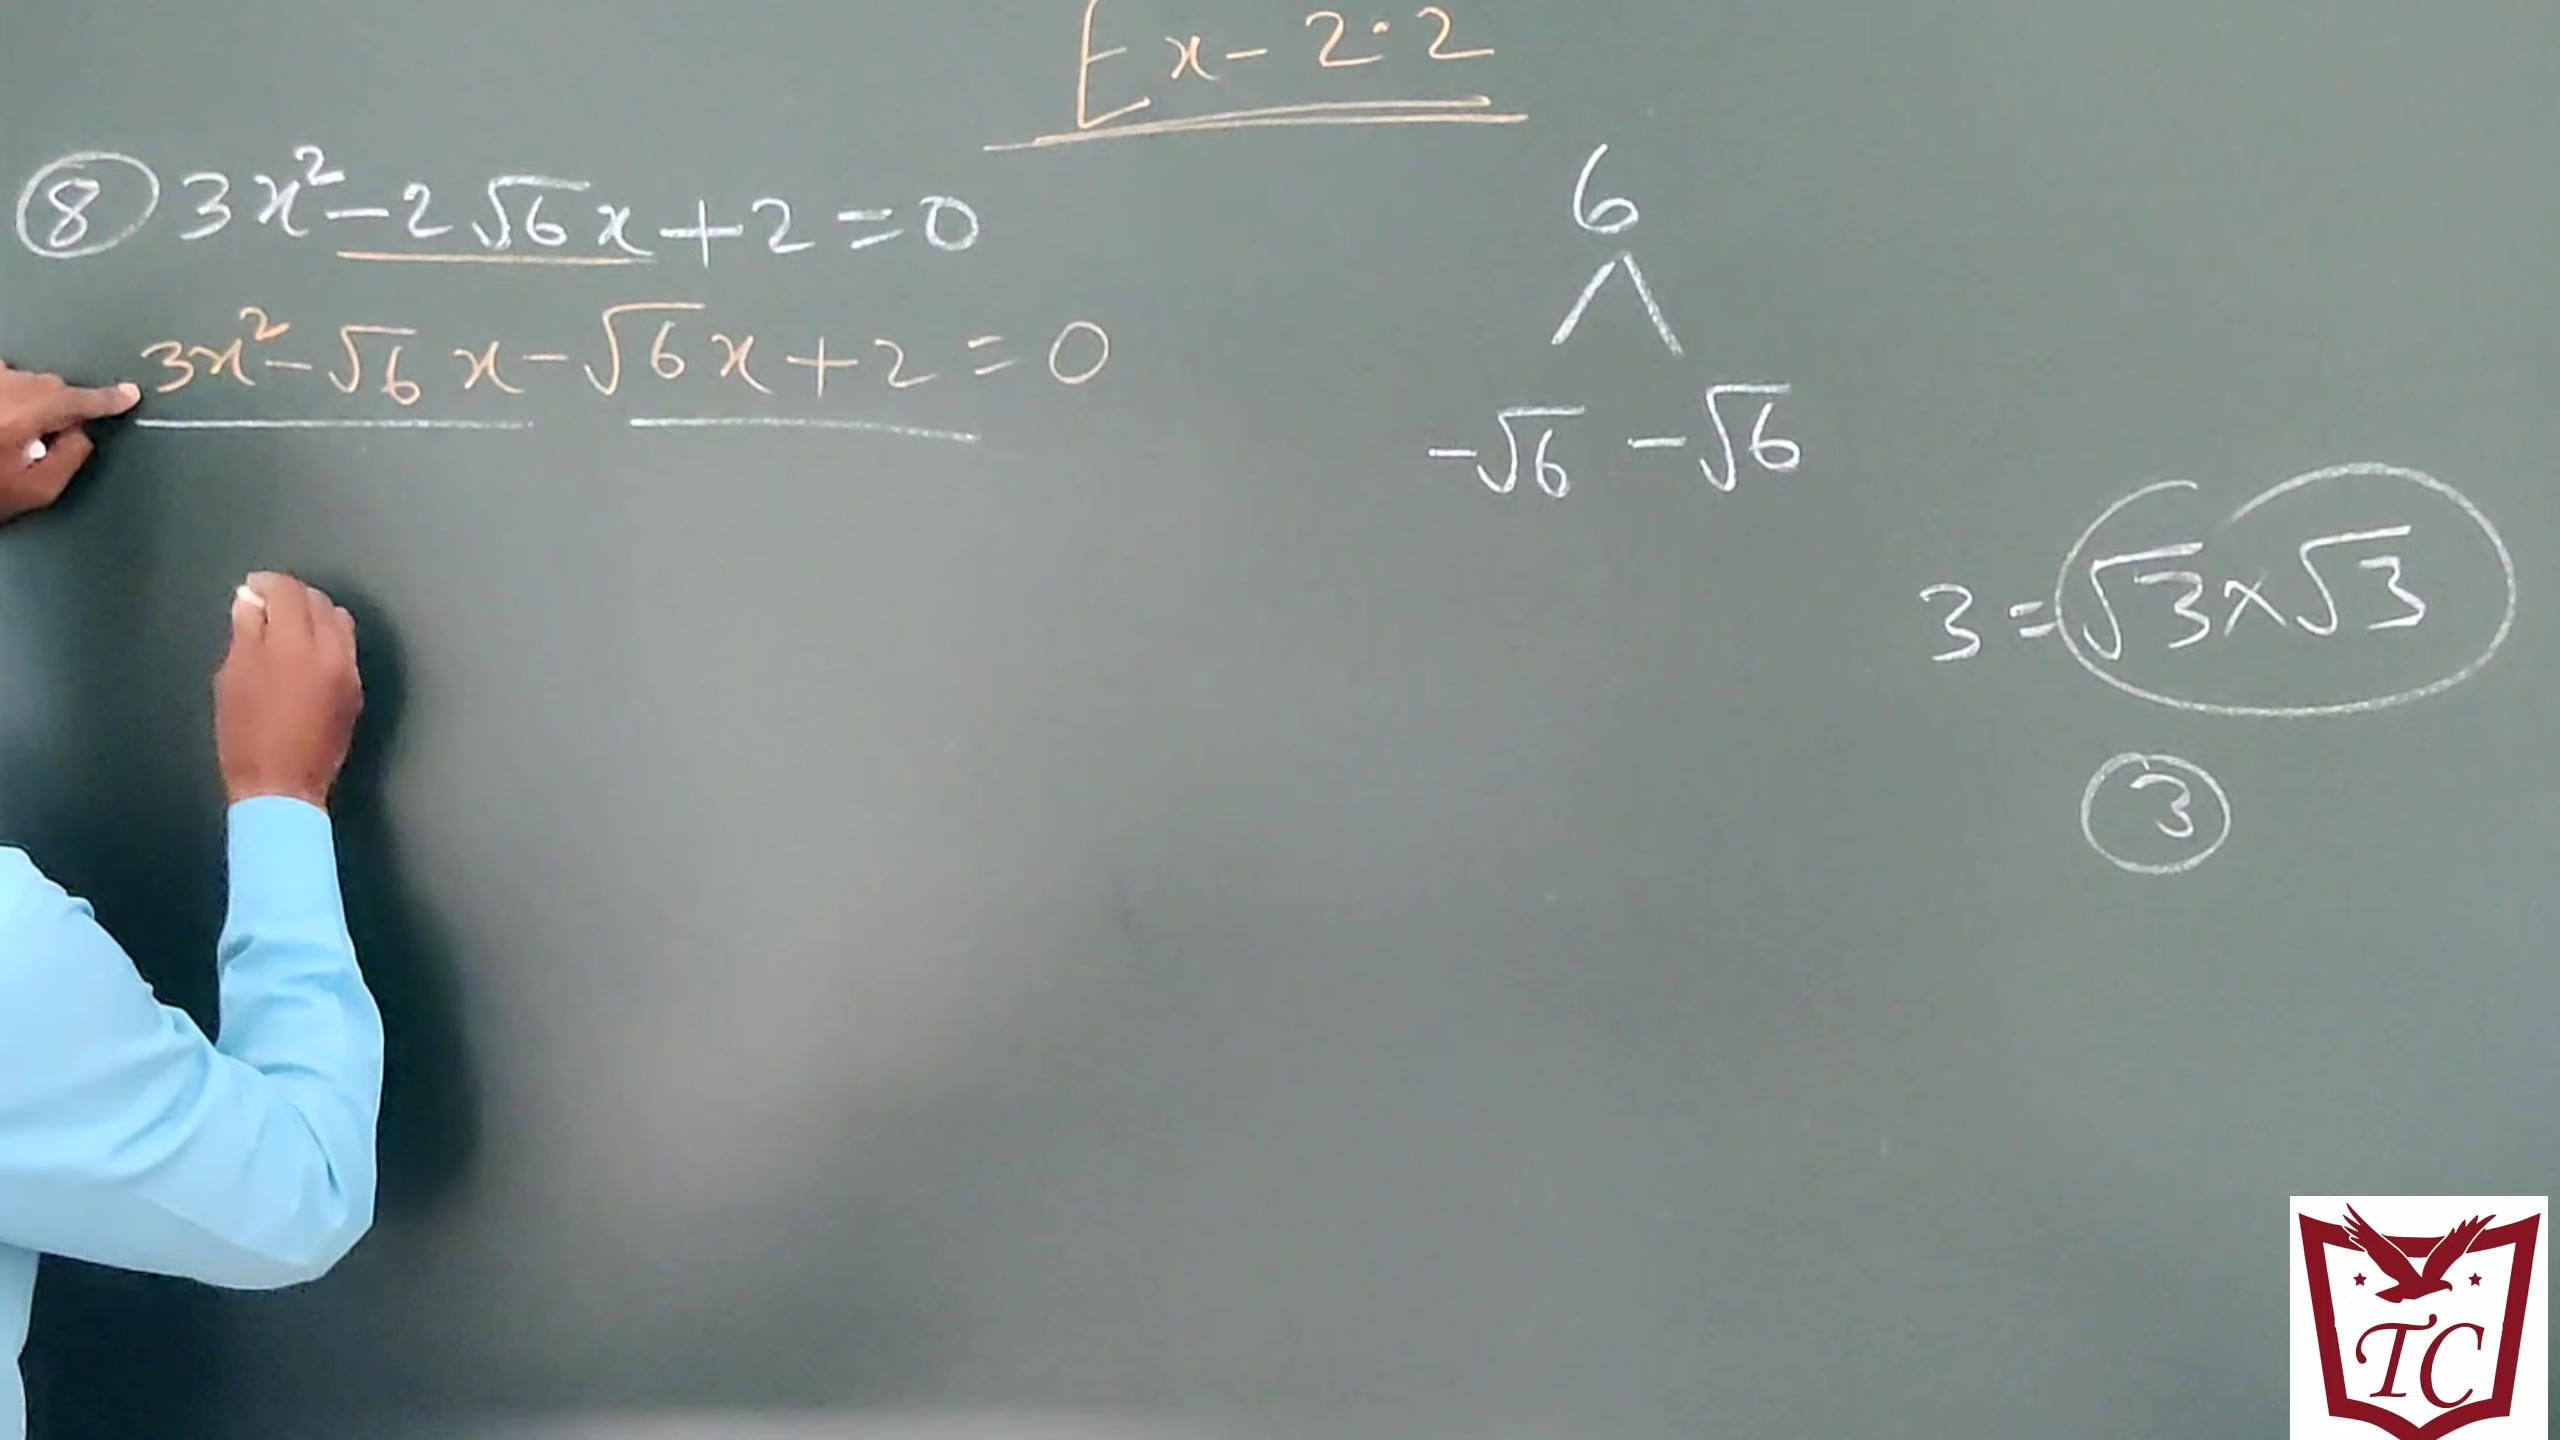 Ex-2.2
⑧ 3x²-2√6x+2=0
3x²-√6x-√6x+2=0
6
-√6 -√6
3=√3×√3
3
TC